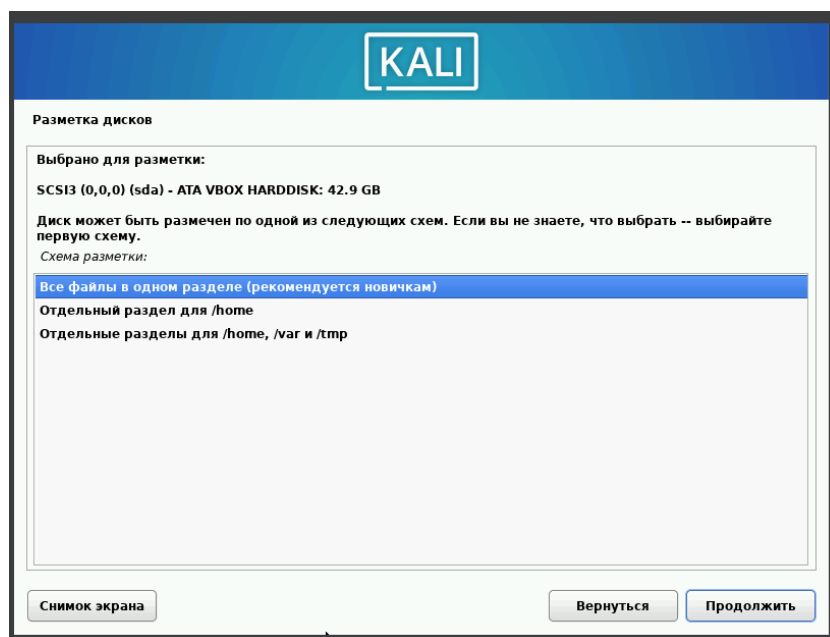 KALI
Разметка дисков
Выбрано для разметки:
SCSI3 (0,0,0) (sda) - ATA VBOX HARDDISK: 42.9 GB
Диск может быть размечен по одной из следующих схем. Если вы не знаете, что выбрать -- выбирайте
первую схему.
Схема разметки:
Все файлы в одном разделе (рекомендуется новичкам)
Отдельный раздел для /home
Отдельные разделы для /home, /var и /tmp
Снимок экрана
Вернуться
Продолжить